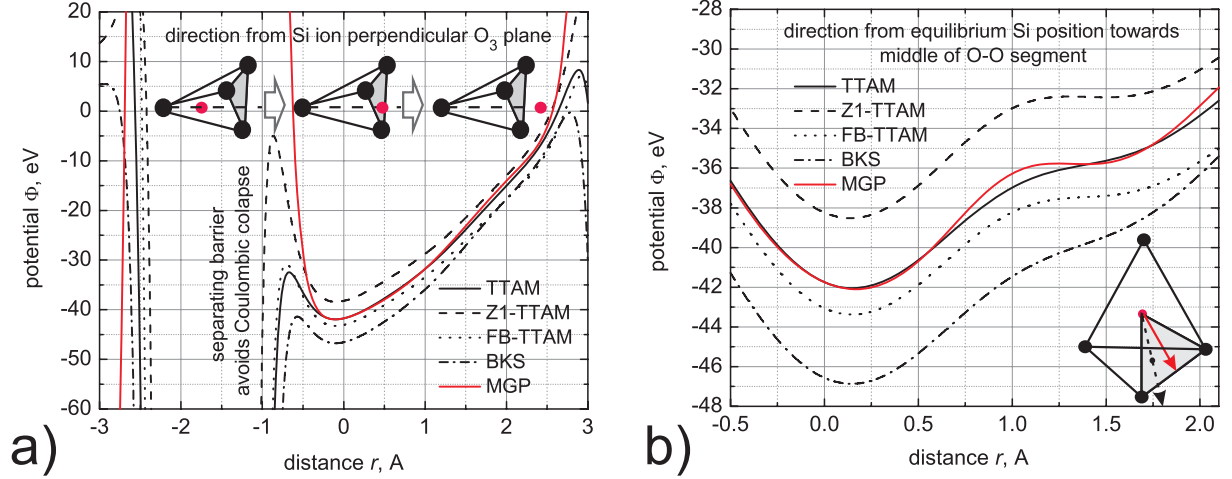 direction from Si ion perpendicular O3 plane
20
10
0
-10
-20
-30
-40
-50
-60
potential Φ, eV
separating barrier
avoids Coulombic colapse
TTAM
Z1-TTAM
FB-TTAM
BKS
MGP
-3 -2 -1 0 1 2 3
distance r, A
a)
direction from equilibrium Si position towards
middle of O-O segment
-28
-30
-32
-34
-36
-38
-40
-42
-44
-46
-48
potential Φ, eV
TTAM
Z1-TTAM
FB-TTAM
BKS
MGP
-0.5 0.0 0.5 1.0 1.5 2.0
distance r, A
b)